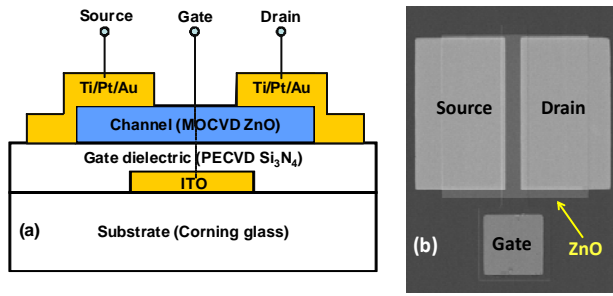 Source Gate Drain
Ti/Pt/Au Ti/Pt/Au
Channel (MOCVD ZnO)
Gate dielectric (PECVD Si₃N₄)
ITO
(a) Substrate (Corning glass)
Source Drain
(b) Gate ZnO